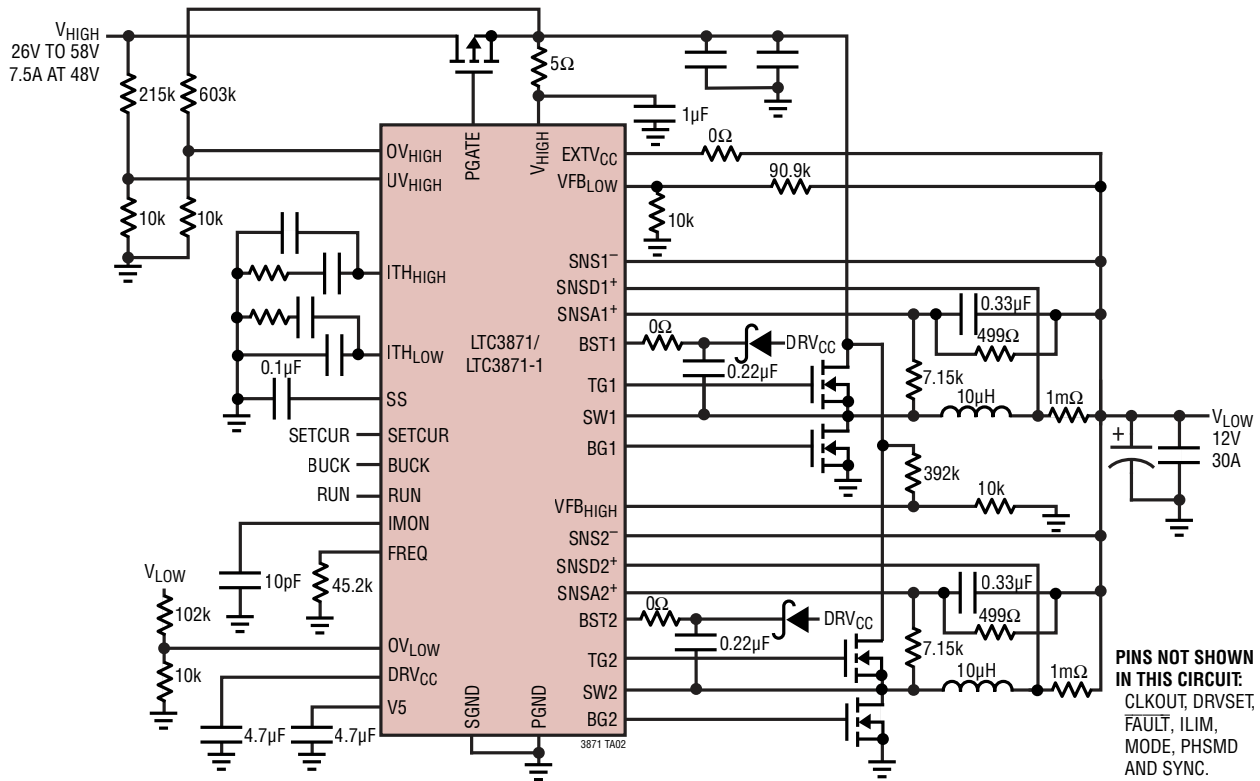 VHIGH
26V TO 58V
7.5A AT 48V
215k
603k
5Ω
1µF
10k
10k
PGATE
VHIGH
OVHIGH
UVHIGH
ITHHIGH
ITHLOW
0.1µF
SS
SETCUR
SETCUR
BUCK
BUCK
RUN
RUN
IMON
FREQ
10pF
45.2k
VLOW
102k
10k
OVLOW
DRVCC
V5
4.7µF
4.7µF
SGND
PGND
LTC3871/
LTC3871-1
EXTVCC
0Ω
VFBLOW
90.9k
10k
SNS1–
SNSD1+
SNSA1+
0.33µF
499Ω
BST1
0Ω
DRVCC
0.22µF
TG1
7.15k
SW1
10µH
1mΩ
BG1
392k
VFBHIGH
10k
SNS2–
SNSD2+
SNSA2+
0.33µF
499Ω
BST2
0Ω
DRVCC
0.22µF
TG2
7.15k
SW2
10µH
1mΩ
BG2
+
VLOW
12V
30A
3871 TA02
PINS NOT SHOWN
IN THIS CIRCUIT:
CLKOUT, DRVSET,
FAULT, ILIM,
MODE, PHSMD
AND SYNC.